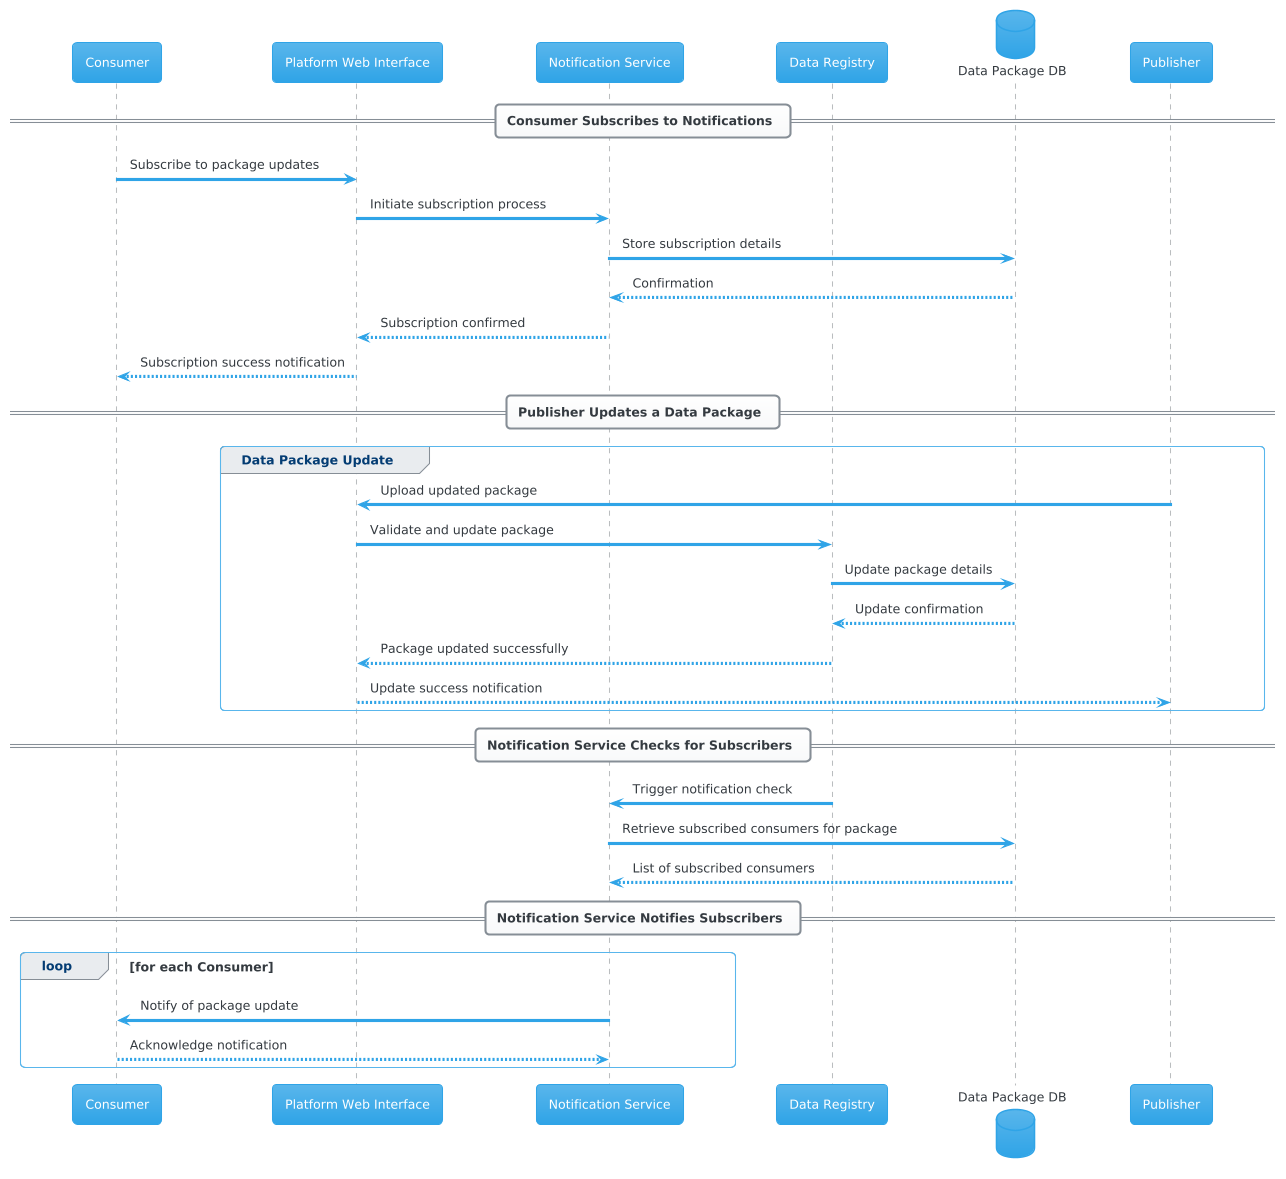 Consumer
Platform Web Interface
Notification Service
Data Registry
Data Package DB
Publisher
Consumer Subscribes to Notifications
Subscribe to package updates
Initiate subscription process
Store subscription details
Confirmation
Subscription confirmed
Subscription success notification
Publisher Updates a Data Package
Data Package Update
Upload updated package
Validate and update package
Update package details
Update confirmation
Package updated successfully
Update success notification
Notification Service Checks for Subscribers
Trigger notification check
Retrieve subscribed consumers for package
List of subscribed consumers
Notification Service Notifies Subscribers
loop
[for each Consumer]
Notify of package update
Acknowledge notification
Consumer
Platform Web Interface
Notification Service
Data Registry
Data Package DB
Publisher